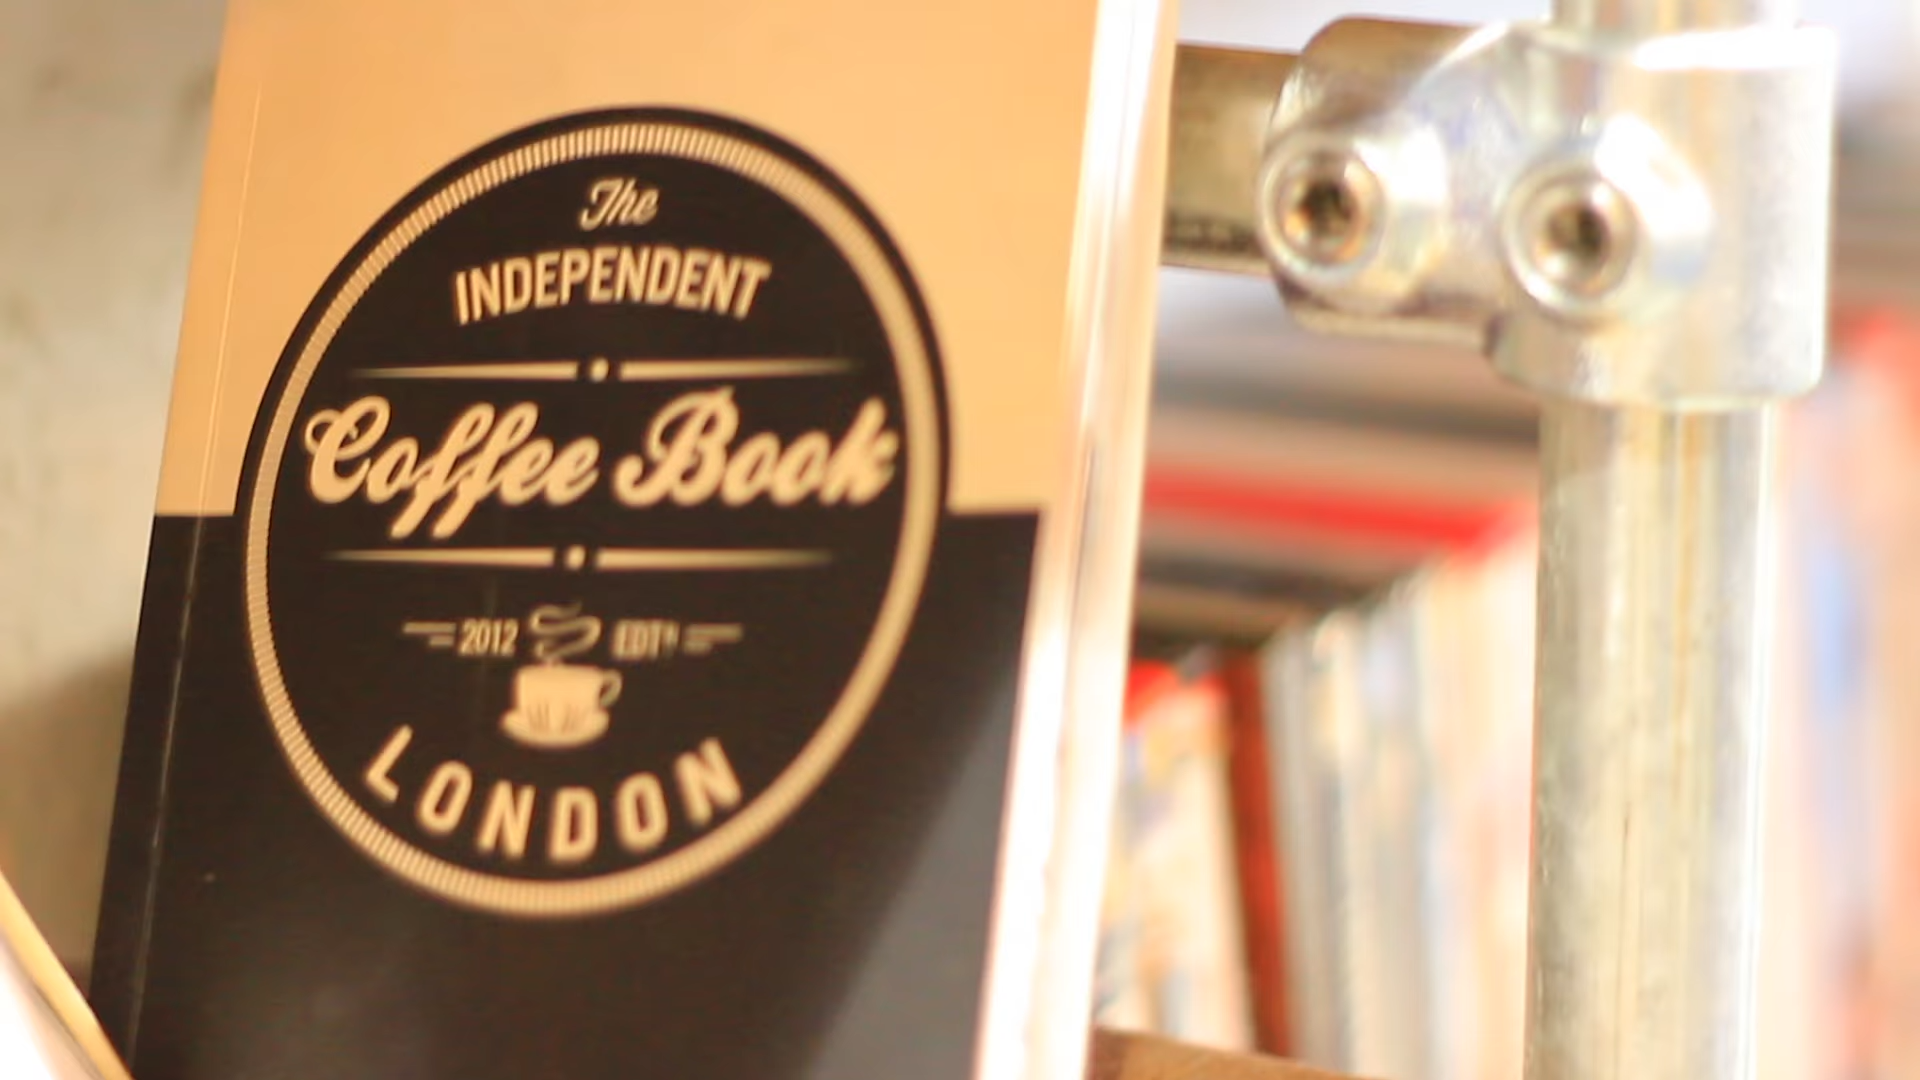 The
INDEPENDENT
Coffee Book
2012 EDTN
LONDON